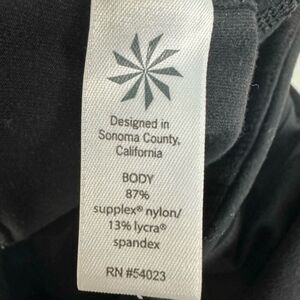 Designed in
Sonoma County,
California
BODY
87%
supplex® nylon/
13% lycra®
spandex
RN #54023